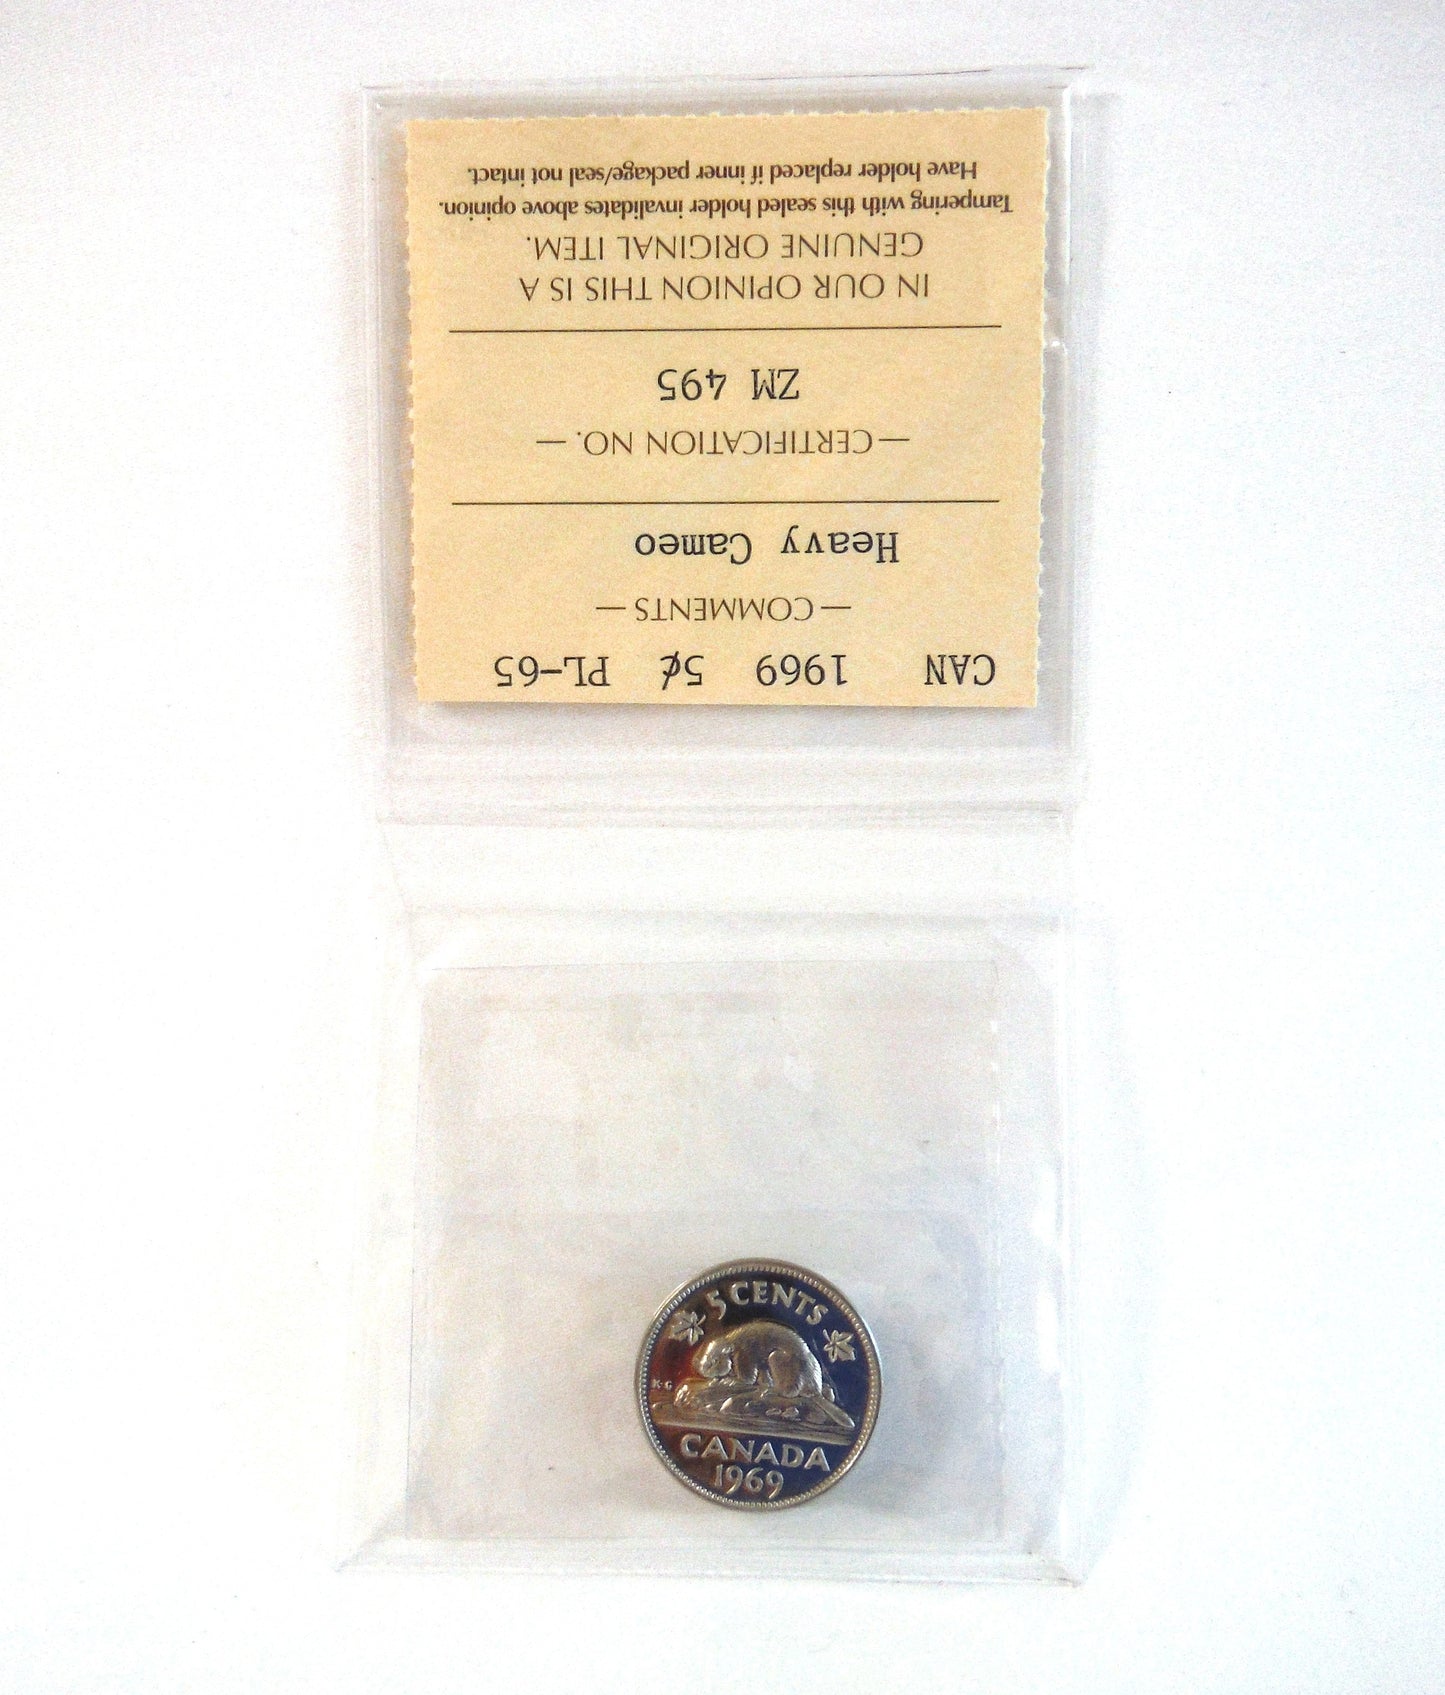 CAN 1969 5¢ PL-65
—COMMENTS—
Heavy Cameo
—CERTIFICATION NO.—
ZM 495
IN OUR OPINION THIS IS A
GENUINE ORIGINAL ITEM.
Tampering with this sealed holder invalidates above opinion.
Have holder replaced if inner package/seal not intact.
5 CENTS
K·G
CANADA
1969